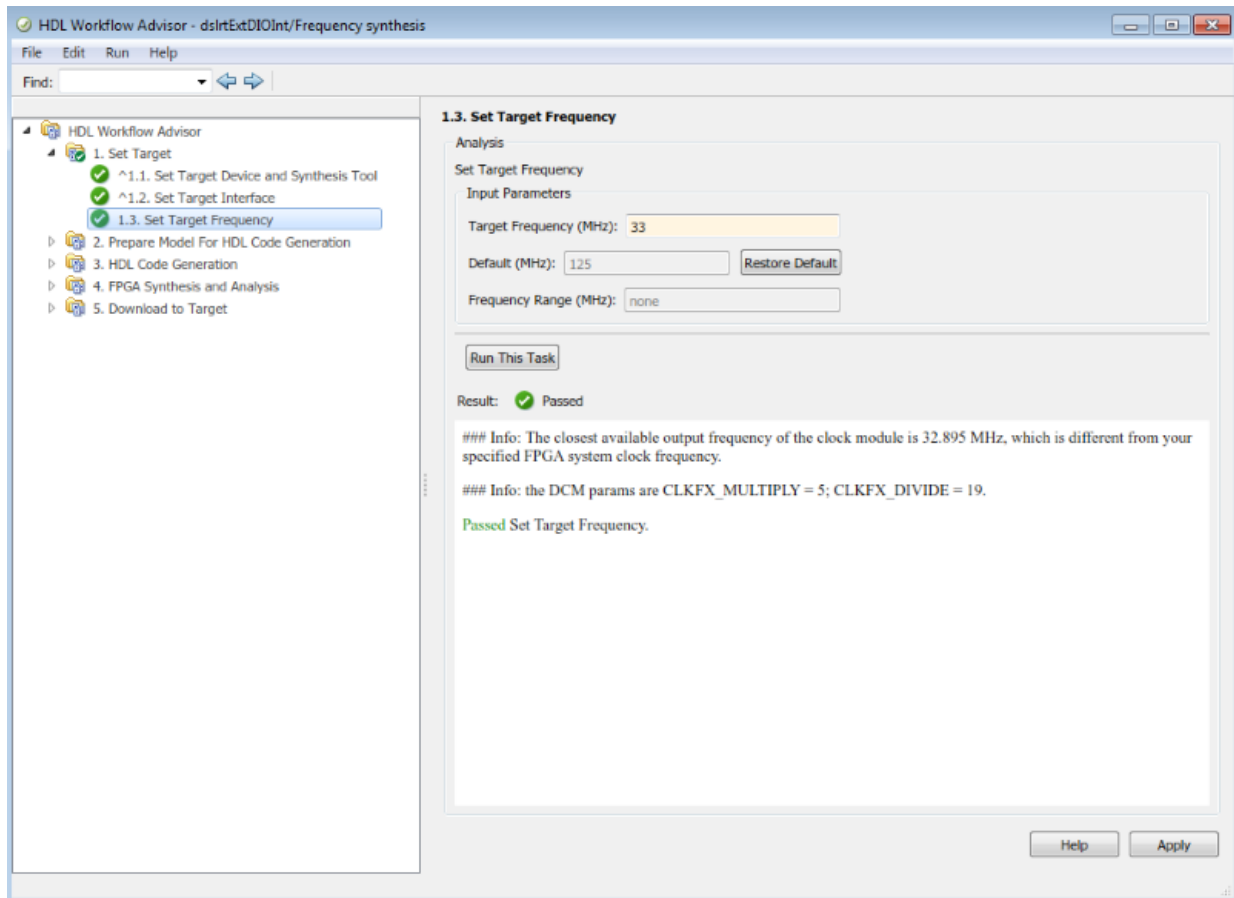 HDL Workflow Advisor - dslrtExtDIOInt/Frequency synthesis
File Edit Run Help
Find:
HDL Workflow Advisor
1. Set Target
^1.1. Set Target Device and Synthesis Tool
^1.2. Set Target Interface
1.3. Set Target Frequency
2. Prepare Model For HDL Code Generation
3. HDL Code Generation
4. FPGA Synthesis and Analysis
5. Download to Target
1.3. Set Target Frequency
Analysis
Set Target Frequency
Input Parameters
Target Frequency (MHz): 33
Default (MHz): 125 Restore Default
Frequency Range (MHz): none
Run This Task
Result: Passed
### Info: The closest available output frequency of the clock module is 32.895 MHz, which is different from your
specified FPGA system clock frequency.
### Info: the DCM params are CLKFX_MULTIPLY = 5; CLKFX_DIVIDE = 19.
Passed Set Target Frequency.
Help Apply